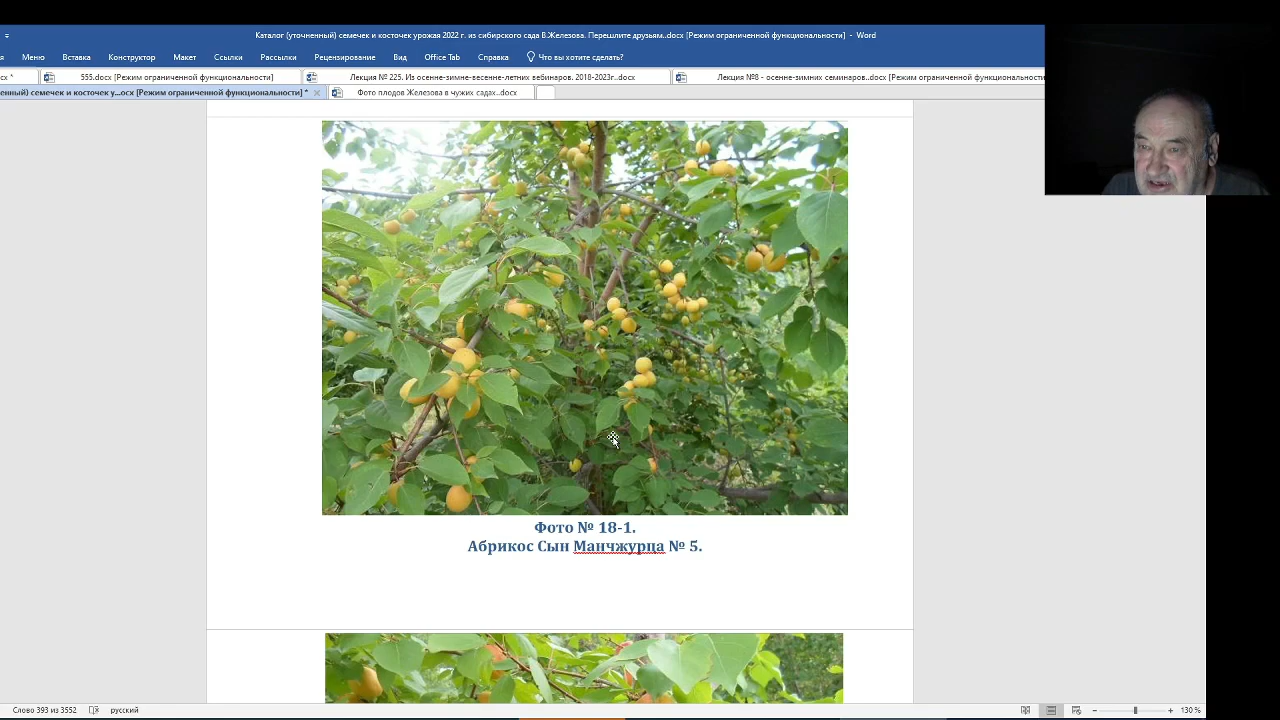 Каталог (уточненный) семечек и косточек урожая 2022 г. из сибирского сада В.Железова. Перешлите друзьям..docx [Режим ограниченной функциональности] - Word
я Меню Вставка Конструктор Макет Ссылки Рассылки Рецензирование Вид Office Tab Справка Что вы хотите сделать?
cx * 555.docx [Режим ограниченной функциональности] Лекция № 225. Из осенне-зимне-весенне-летних вебинаров. 2018-2023г..docx Лекция №8 - осенне-зимних семинаров..docx [Режим ограниченной функциональности]
енный) семечек и косточек у...осх [Режим ограниченной функциональности] * Фото плодов Железова в чужих садах..docx
Фото № 18-1.
Абрикос Сын Манчжурца № 5.
Слово 393 из 3552 русский 130 %